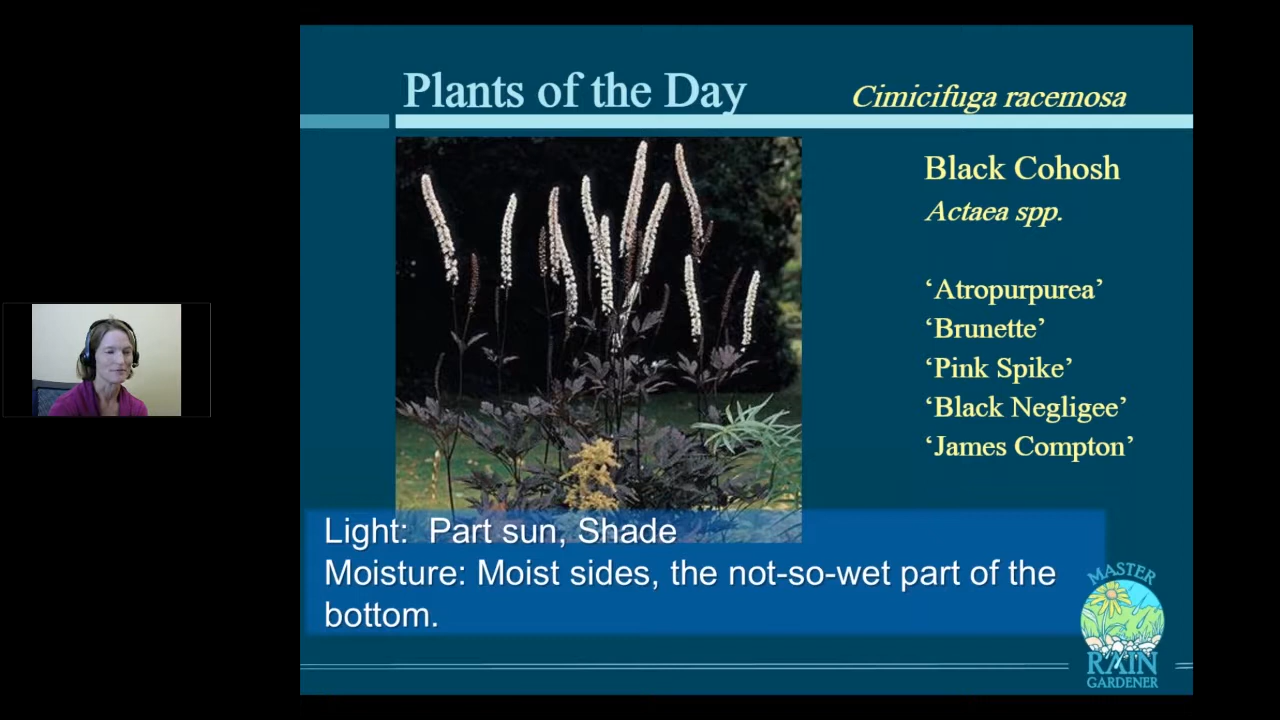 Plants of the Day
Cimicifuga racemosa
Black Cohosh
Actaea spp.
‘Atropurpurea’
‘Brunette’
‘Pink Spike’
‘Black Negligee’
‘James Compton’
Light: Part sun, Shade
Moisture: Moist sides, the not-so-wet part of the
bottom.
MASTER
RAIN
GARDENER